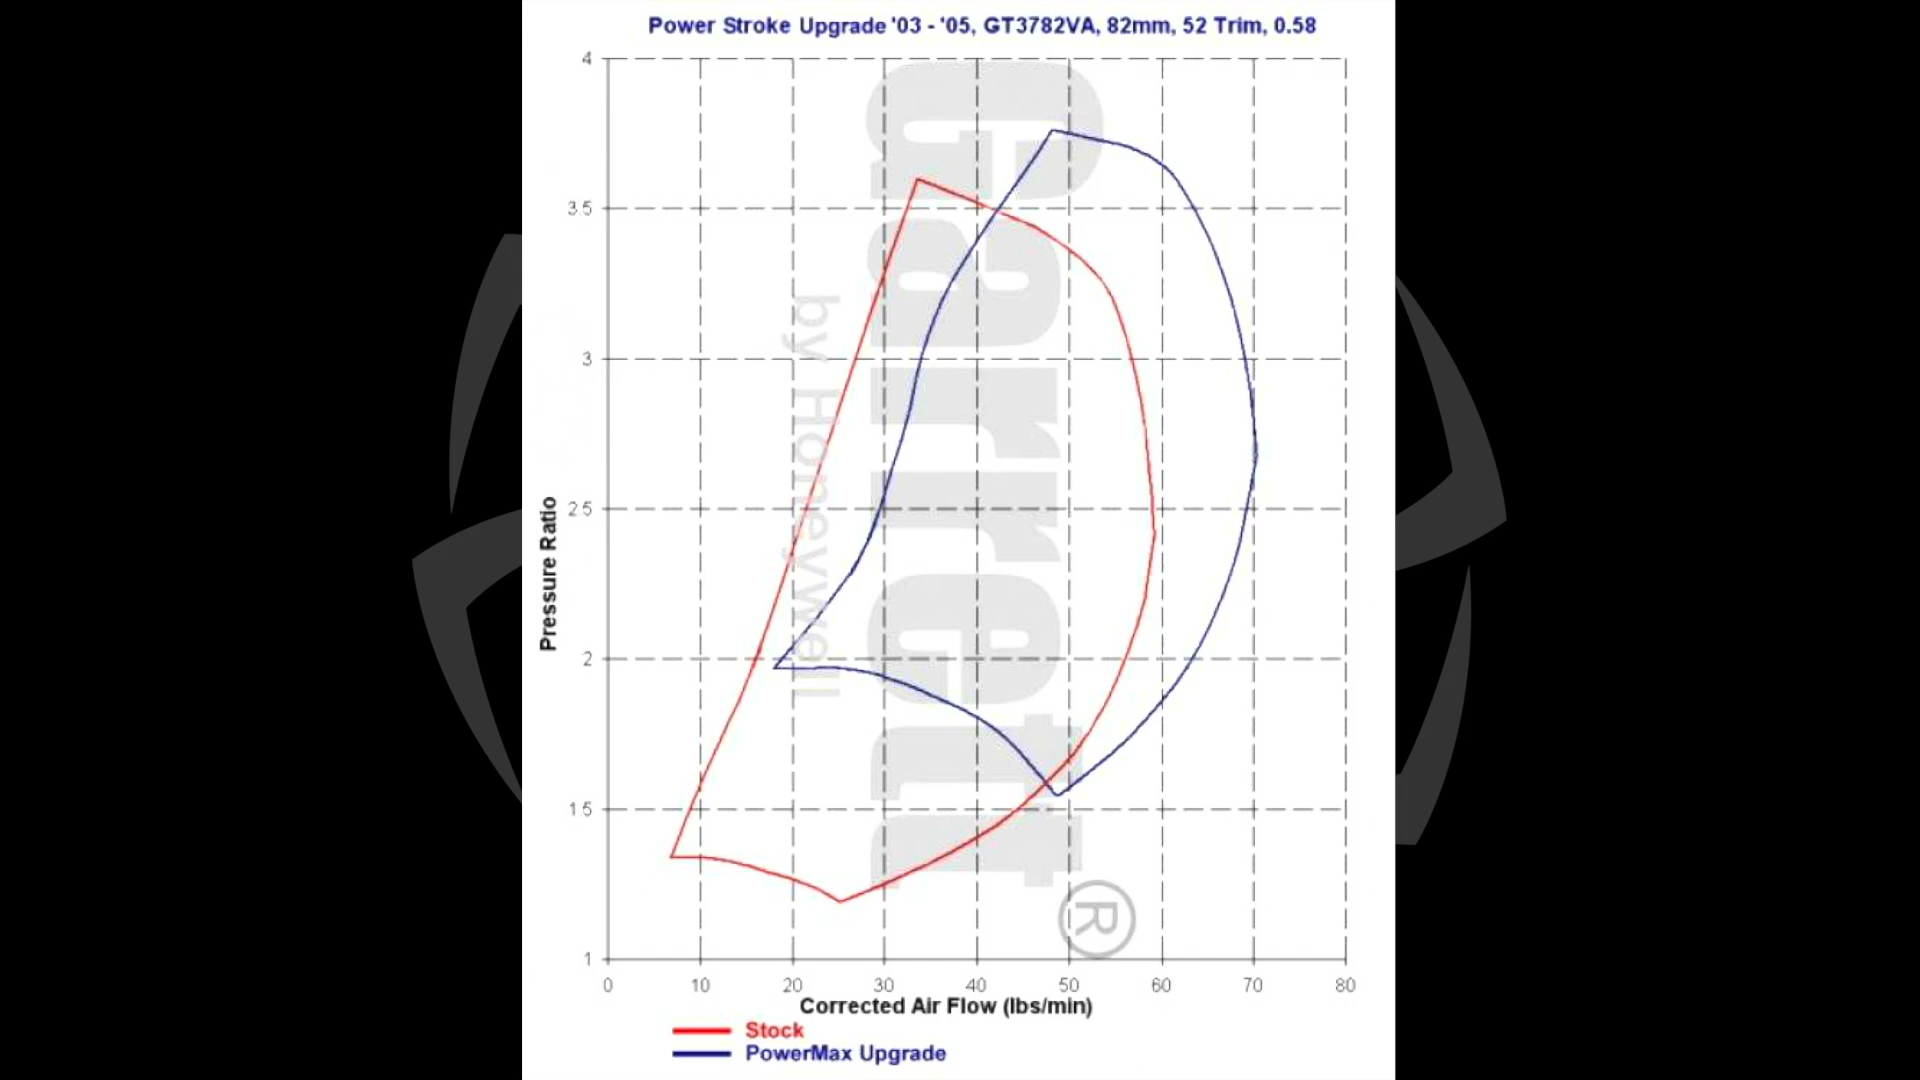 Power Stroke Upgrade '03 - '05, GT3782VA, 82mm, 52 Trim, 0.58
4
3.5
3
2.5
2
1.5
1
Pressure Ratio
Garrett®
by Honeywell
0 10 20 30 40 50 60 70 80
Corrected Air Flow (lbs/min)
Stock
PowerMax Upgrade